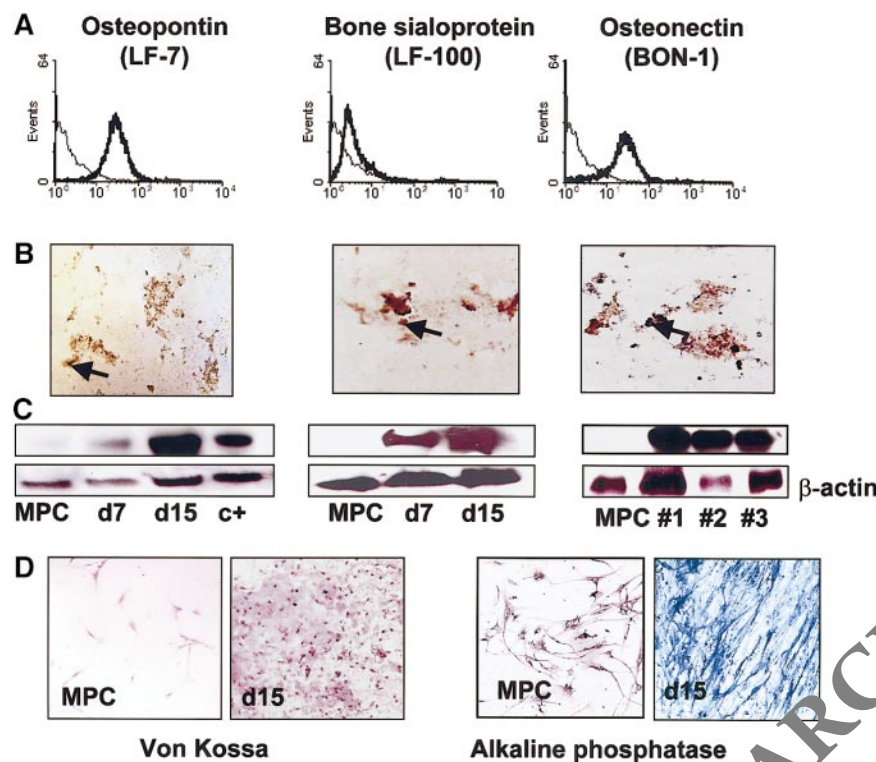 A
Osteopontin
(LF-7)
Bone sialoprotein
(LF-100)
Osteonectin
(BON-1)
64
Events
0
10⁰ 10¹ 10² 10³ 10⁴
64
Events
0
10⁰ 10¹ 10² 10³ 10
64
Events
0
10⁰ 10¹ 10² 10³ 10⁴
B
C
β-actin
MPC d7 d15 c+
MPC d7 d15
MPC #1 #2 #3
D
MPC
d15
MPC
d15
Von Kossa
Alkaline phosphatase
ARC